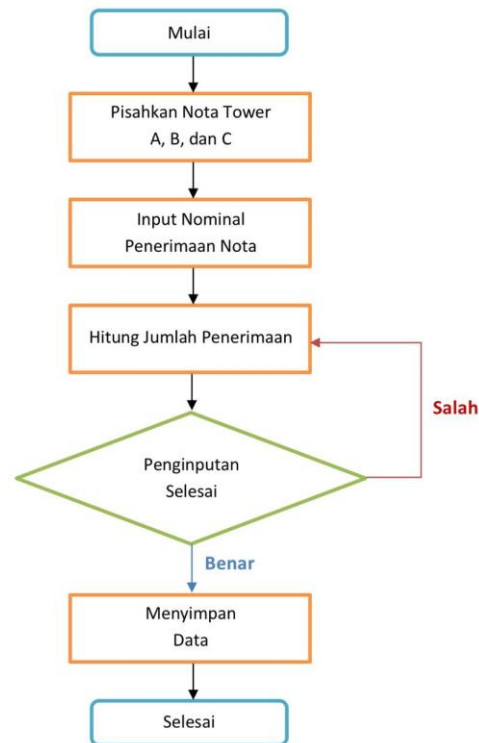 Mulai
Pisahkan Nota Tower
A, B, dan C
Input Nominal
Penerimaan Nota
Hitung Jumlah Penerimaan
Salah
Penginputan
Selesai
Benar
Menyimpan
Data
Selesai